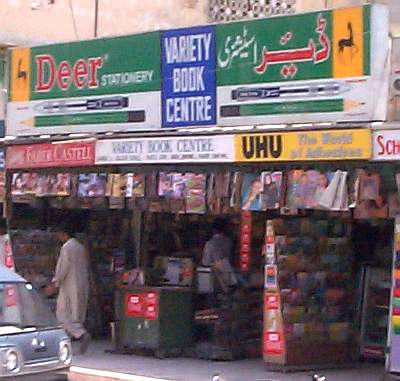 Deer STATIONERY
VARIETY
BOOK
CENTRE
ڈیئر اسٹیشنری
FABER-CASTELL
VARIETY BOOK CENTRE
UHU The World
of Adhesives